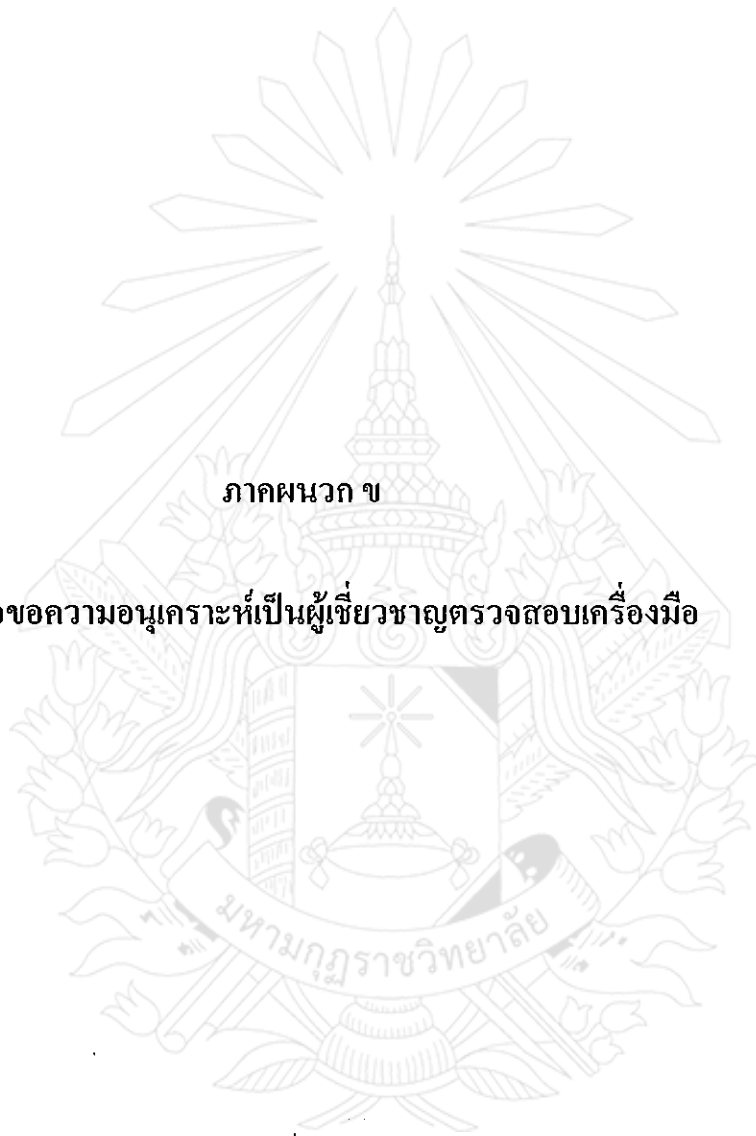 ภาคผนวก ข
ขอความอนุเคราะห์เป็นผู้เชี่ยวชาญตรวจสอบเครื่องมือ
มหามกุฏราชวิทยาลัย